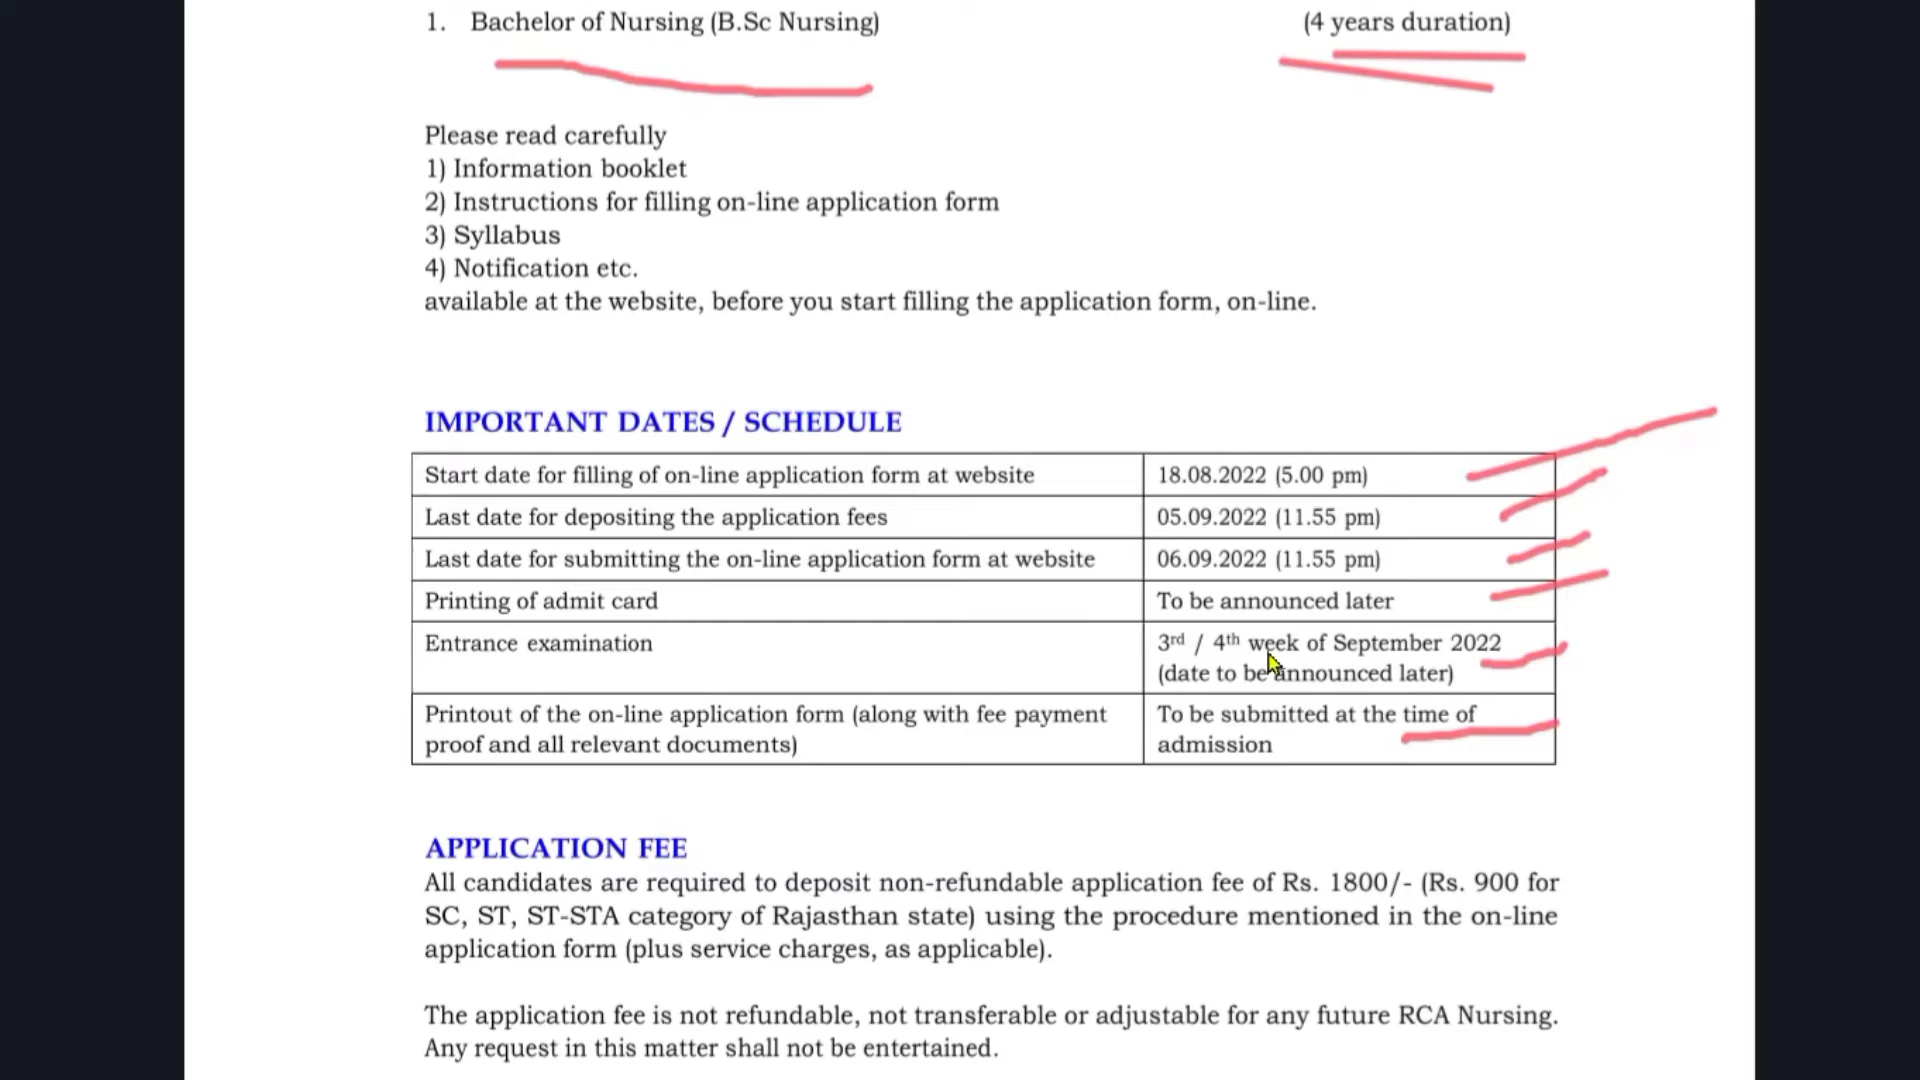 1. Bachelor of Nursing (B.Sc Nursing) (4 years duration)
Please read carefully
1) Information booklet
2) Instructions for filling on-line application form
3) Syllabus
4) Notification etc.
available at the website, before you start filling the application form, on-line.
IMPORTANT DATES / SCHEDULE
Start date for filling of on-line application form at website 18.08.2022 (5.00 pm)
Last date for depositing the application fees 05.09.2022 (11.55 pm)
Last date for submitting the on-line application form at website 06.09.2022 (11.55 pm)
Printing of admit card To be announced later
Entrance examination 3rd / 4th week of September 2022
(date to be announced later)
Printout of the on-line application form (along with fee payment To be submitted at the time of
proof and all relevant documents) admission
APPLICATION FEE
All candidates are required to deposit non-refundable application fee of Rs. 1800/- (Rs. 900 for
SC, ST, ST-STA category of Rajasthan state) using the procedure mentioned in the on-line
application form (plus service charges, as applicable).
The application fee is not refundable, not transferable or adjustable for any future RCA Nursing.
Any request in this matter shall not be entertained.